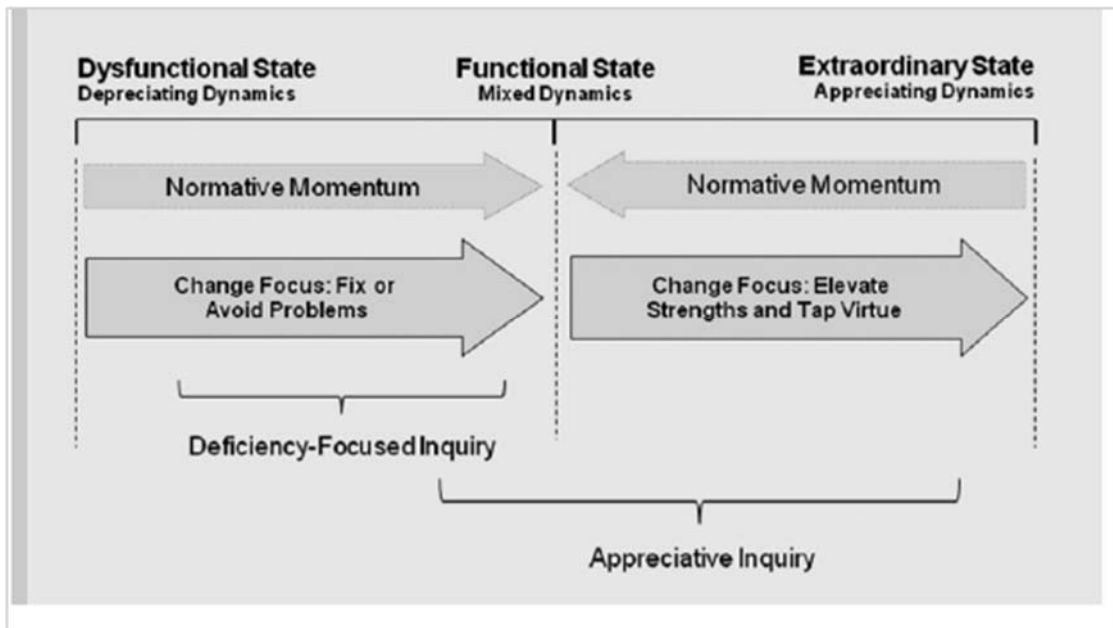 Dysfunctional State
Depreciating Dynamics
Functional State
Mixed Dynamics
Extraordinary State
Appreciating Dynamics
Normative Momentum
Normative Momentum
Change Focus: Fix or
Avoid Problems
Change Focus: Elevate
Strengths and Tap Virtue
Deficiency-Focused Inquiry
Appreciative Inquiry